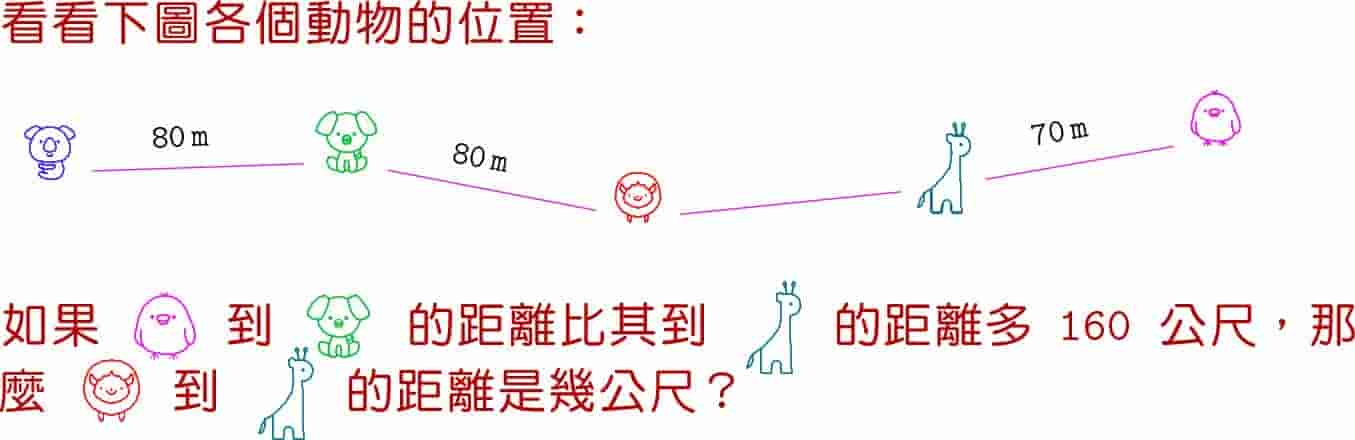 看看下圖各個動物的位置：
80 m
80 m
70 m
如果 到 的距離比其到 的距離多 160 公尺，那
麼 到 的距離是幾公尺？